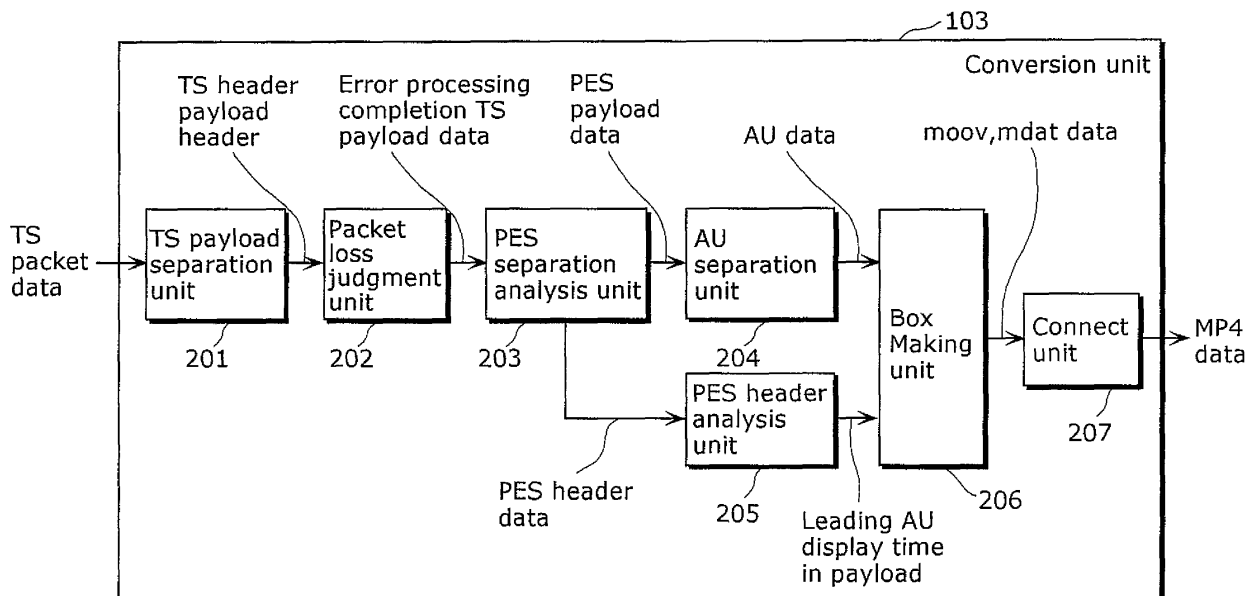 103
Conversion unit
TS header
payload
header
Error processing
completion TS
payload data
PES
payload
data
AU data
moov,mdat data
TS
packet
data
TS payload
separation
unit
201
Packet
loss
judgment
unit
202
PES
separation
analysis unit
203
AU
separation
unit
204
PES header
data
PES header
analysis
unit
205
Leading AU
display time
in payload
Box
Making
unit
206
Connect
unit
207
MP4
data